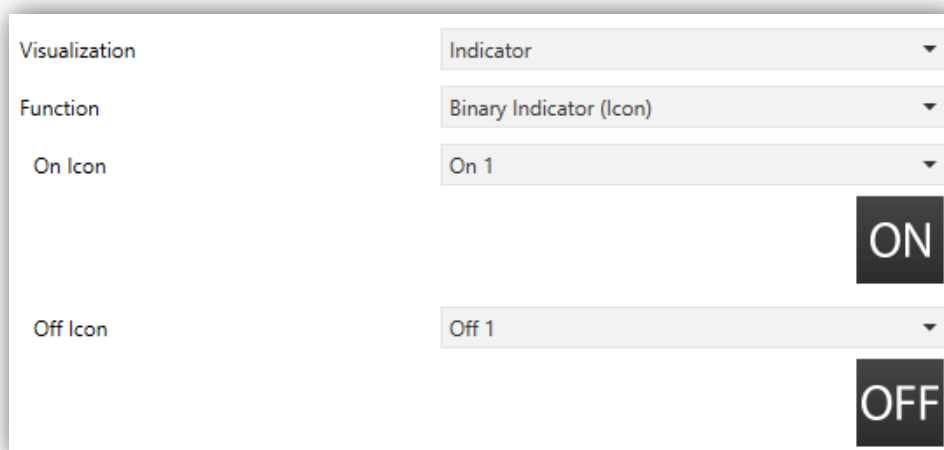 Visualization Indicator
Function Binary Indicator (Icon)
On Icon On 1
ON
Off Icon Off 1
OFF